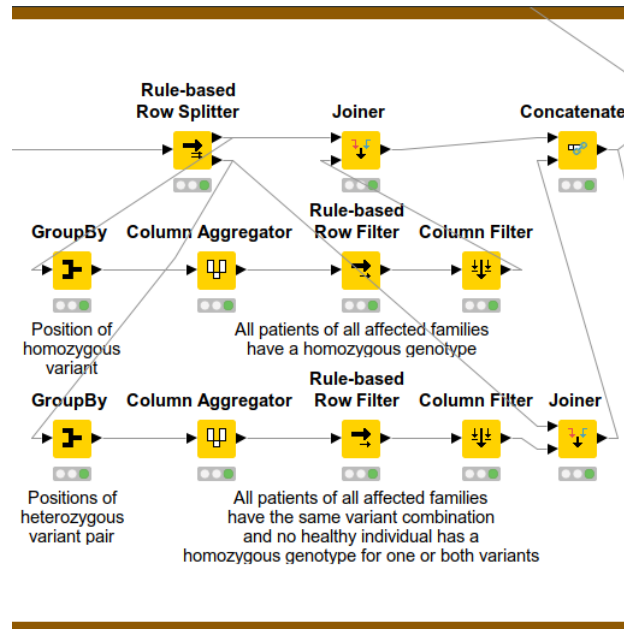 Rule-based
Row Splitter
Joiner
Concatenate
GroupBy
Column Aggregator
Rule-based
Row Filter
Column Filter
Position of
homozygous
variant
All patients of all affected families
have a homozygous genotype
GroupBy
Column Aggregator
Rule-based
Row Filter
Column Filter
Joiner
Positions of
heterozygous
variant pair
All patients of all affected families
have the same variant combination
and no healthy individual has a
homozygous genotype for one or both variants